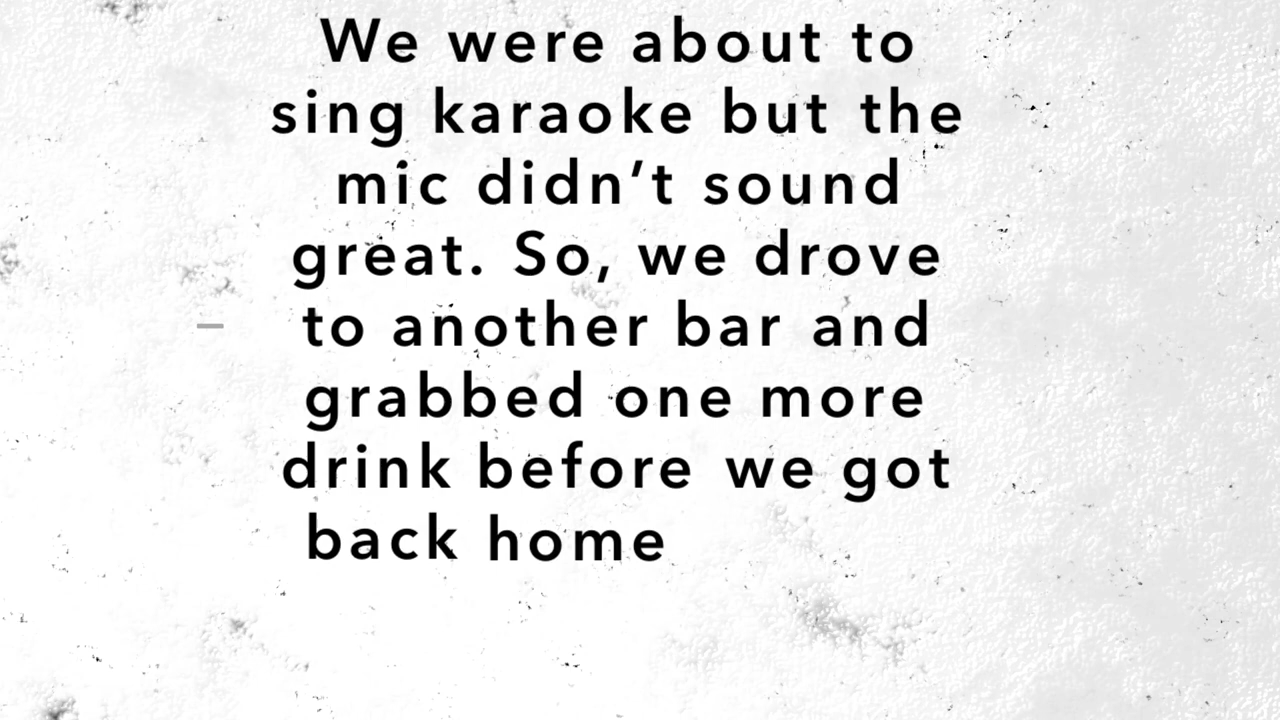 We were about to
sing karaoke but the
mic didn’t sound
great. So, we drove
to another bar and
grabbed one more
drink before we got
back home